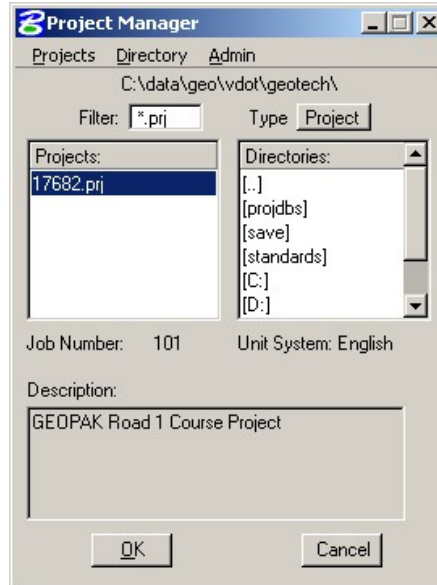 Project Manager
Projects Directory Admin
C:\data\geo\vdot\geotech\
Filter: *.prj Type Project
Projects:
17682.prj
Directories:
[..]
[projdbs]
[save]
[standards]
[C:]
[D:]
Job Number: 101 Unit System: English
Description:
GEOPAK Road 1 Course Project
OK Cancel